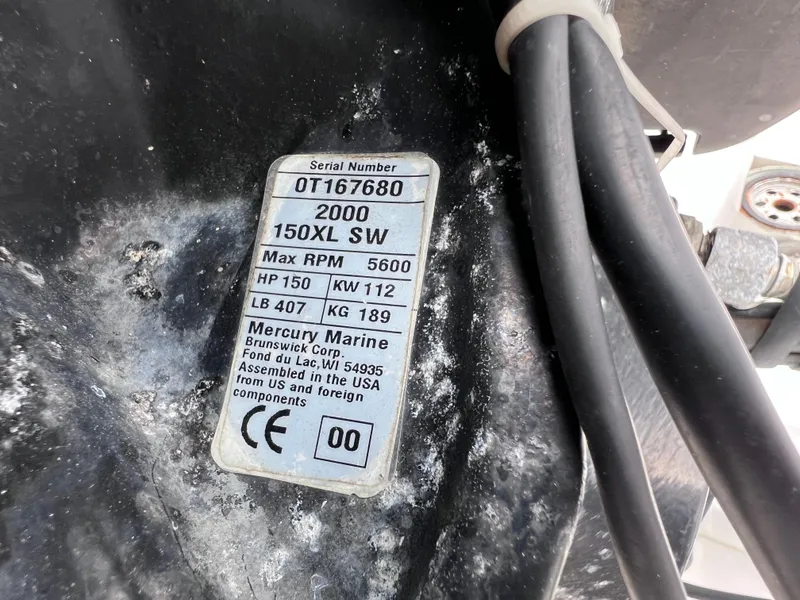 Serial Number
0T167680
2000
150XL SW
Max RPM 5600
HP 150 KW 112
LB 407 KG 189
Mercury Marine
Brunswick Corp.
Fond du Lac,WI 54935
Assembled in the USA
from US and foreign
components
CE 00